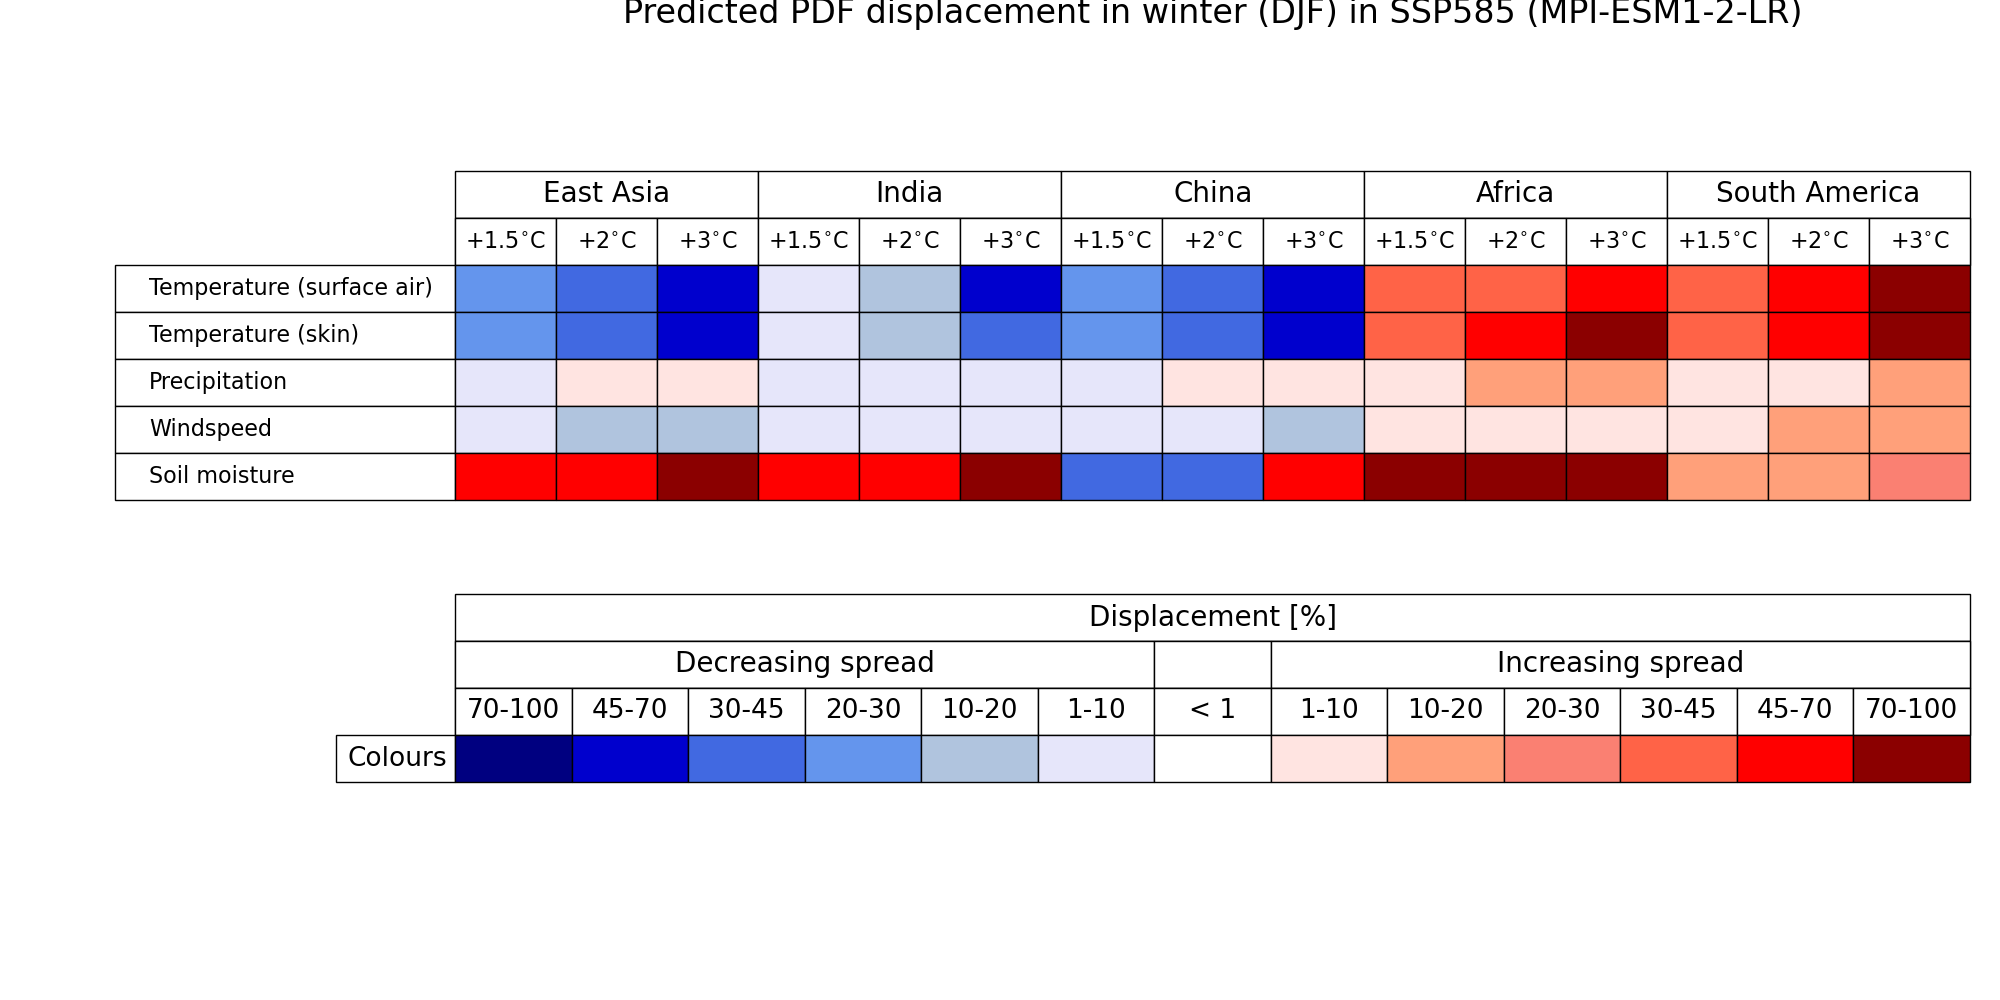 Predicted PDF displacement in winter (DJF) in SSP585 (MPI-ESM1-2-LR)
East Asia India China Africa South America
+1.5°C +2°C +3°C +1.5°C +2°C +3°C +1.5°C +2°C +3°C +1.5°C +2°C +3°C +1.5°C +2°C +3°C
Temperature (surface air)
Temperature (skin)
Precipitation
Windspeed
Soil moisture
Displacement [%]
Decreasing spread Increasing spread
70-100 45-70 30-45 20-30 10-20 1-10 < 1 1-10 10-20 20-30 30-45 45-70 70-100
Colours